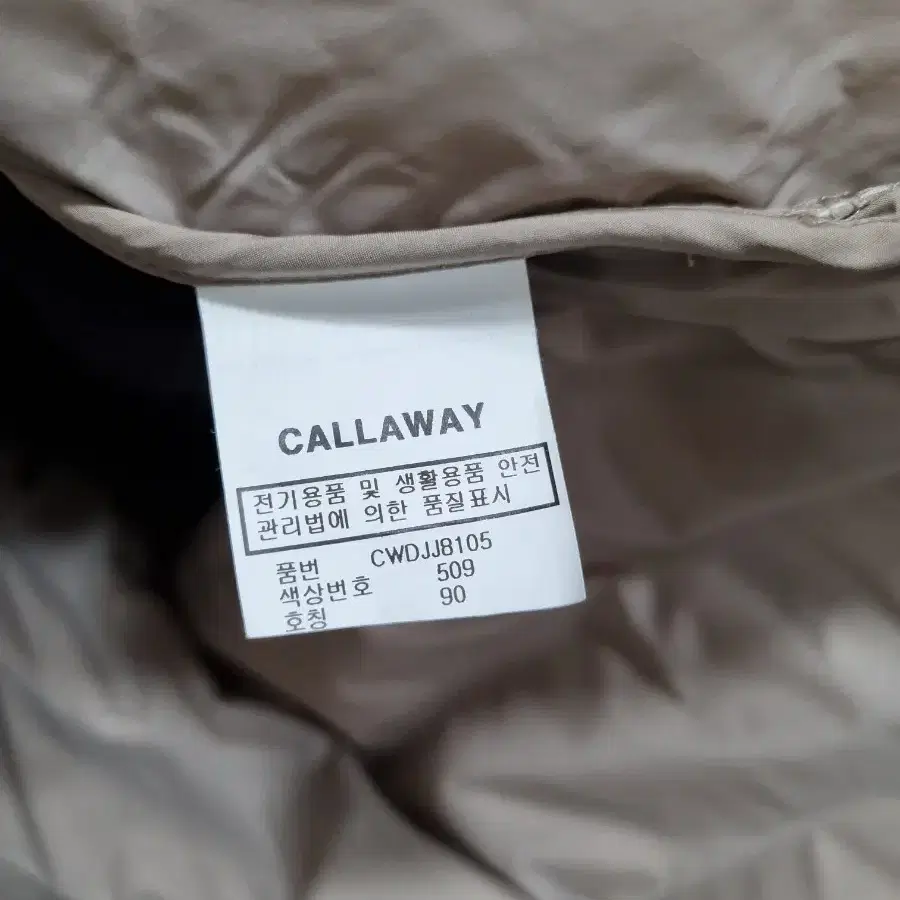 CALLAWAY
전기용품 및 생활용품 안전
관리법에 의한 품질표시
품번 CWDJJ8105
색상번호 509
호칭 90